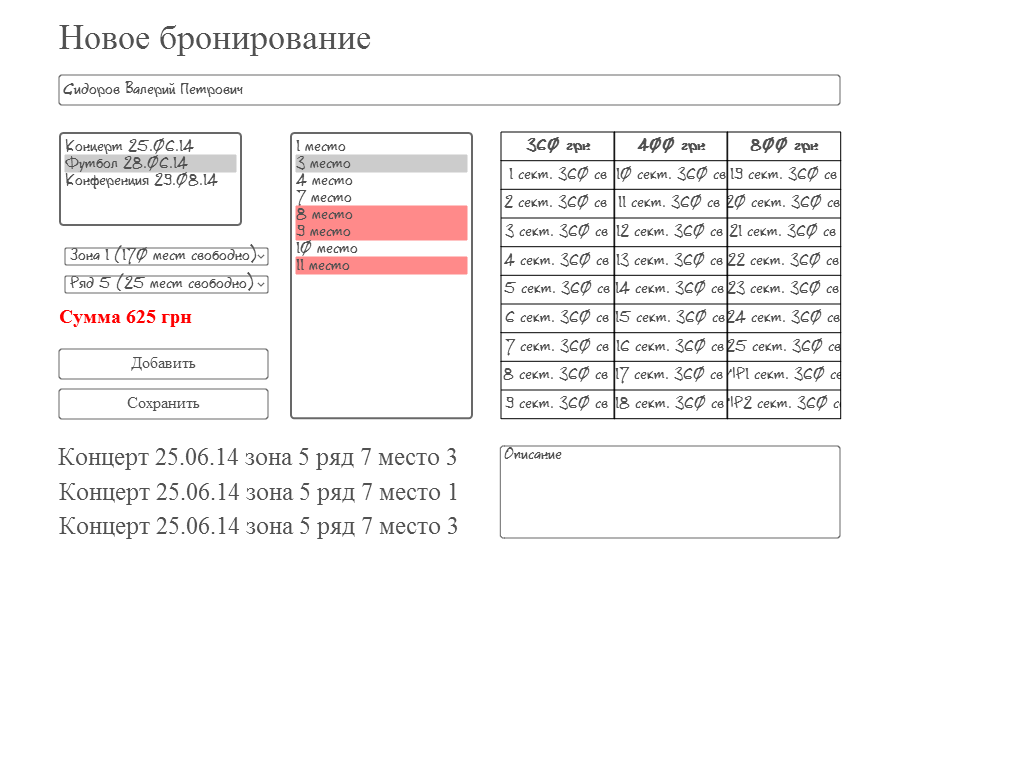 Новое бронирование
Сидоров Валерий Петрович
Концерт 25.06.14
Футбол 28.06.14
Конференция 29.08.14
Зона 1 (170 мест свободно)
Ряд 5 (25 мест свободно)
Сумма 625 грн
Добавить
Сохранить
1 место
3 место
4 место
7 место
8 место
9 место
10 место
11 место
360 грн 400 грн 800 грн
1 сект. 360 св 10 сект. 360 св 19 сект. 360 св
2 сект. 360 св 11 сект. 360 св 20 сект. 360 св
3 сект. 360 св 12 сект. 360 св 21 сект. 360 св
4 сект. 360 св 13 сект. 360 св 22 сект. 360 св
5 сект. 360 св 14 сект. 360 св 23 сект. 360 св
6 сект. 360 св 15 сект. 360 св 24 сект. 360 св
7 сект. 360 св 16 сект. 360 св 25 сект. 360 св
8 сект. 360 св 17 сект. 360 св сект. 360 св
9 сект. 360 св 18 сект. 360 св сект. 360
Концерт 25.06.14 зона 5 ряд 7 место 3
Концерт 25.06.14 зона 5 ряд 7 место 1
Концерт 25.06.14 зона 5 ряд 7 место 3
Описание